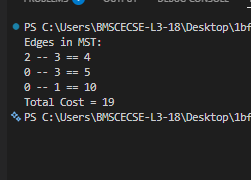 PS C:\Users\BMSCECSE-L3-18\Desktop\1bf
Edges in MST:
2 -- 3 == 4
0 -- 3 == 5
0 -- 1 == 10
Total Cost = 19
PS C:\Users\BMSCECSE-L3-18\Desktop\1bf